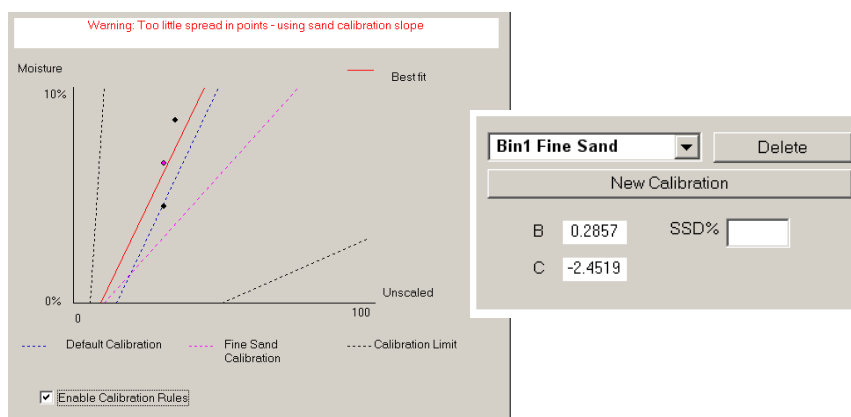 Warning: Too little spread in points - using sand calibration slope
Moisture
Best fit
10%
0%
Unscaled
0
100
Default Calibration
Fine Sand
Calibration
Calibration Limit
Enable Calibration Rules
Bin1 Fine Sand
Delete
New Calibration
B 0.2857 SSD%
C -2.4519